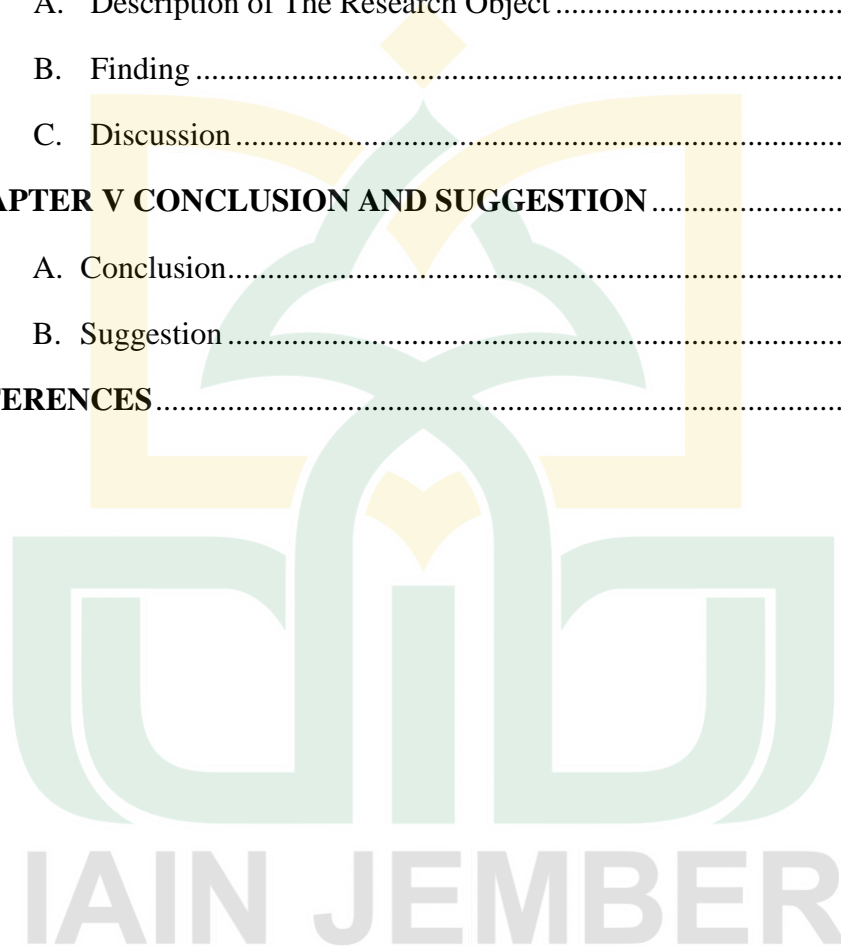 A. Description of The Research Object ........................................
B. Finding ........................................................................................
C. Discussion ...................................................................................
APTER V CONCLUSION AND SUGGESTION ........................
A. Conclusion ...................................................................................
B. Suggestion ...................................................................................
ERENCES ........................................................................................
IAIN JEMBER